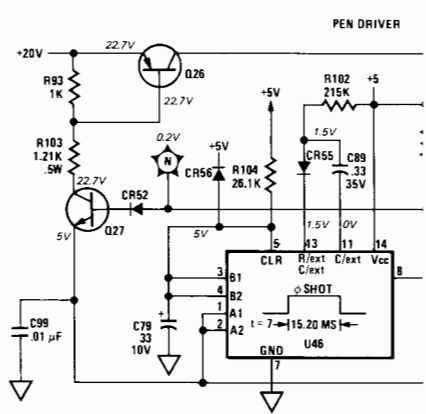 PEN DRIVER
22.7V
+20V
Q26
R93
1K
22.7V
R102
215K
+5
+5V
0.2V
1.5V
R103
1.21K
.5W
N
+5V
CR56
R104
26.1K
CR55
C89
.33
35V
22.7V
CR52
Q27
5V
5V
1.5V
0V
5
13
11
14
CLR
R/ext
C/ext
C/ext
Vcc
3
B1
4
B2
1
A1
2
A2
8
ϕ SHOT
t = 7
15.20 MS
U46
GND
7
+
C79
33
10V
C99
.01 μF